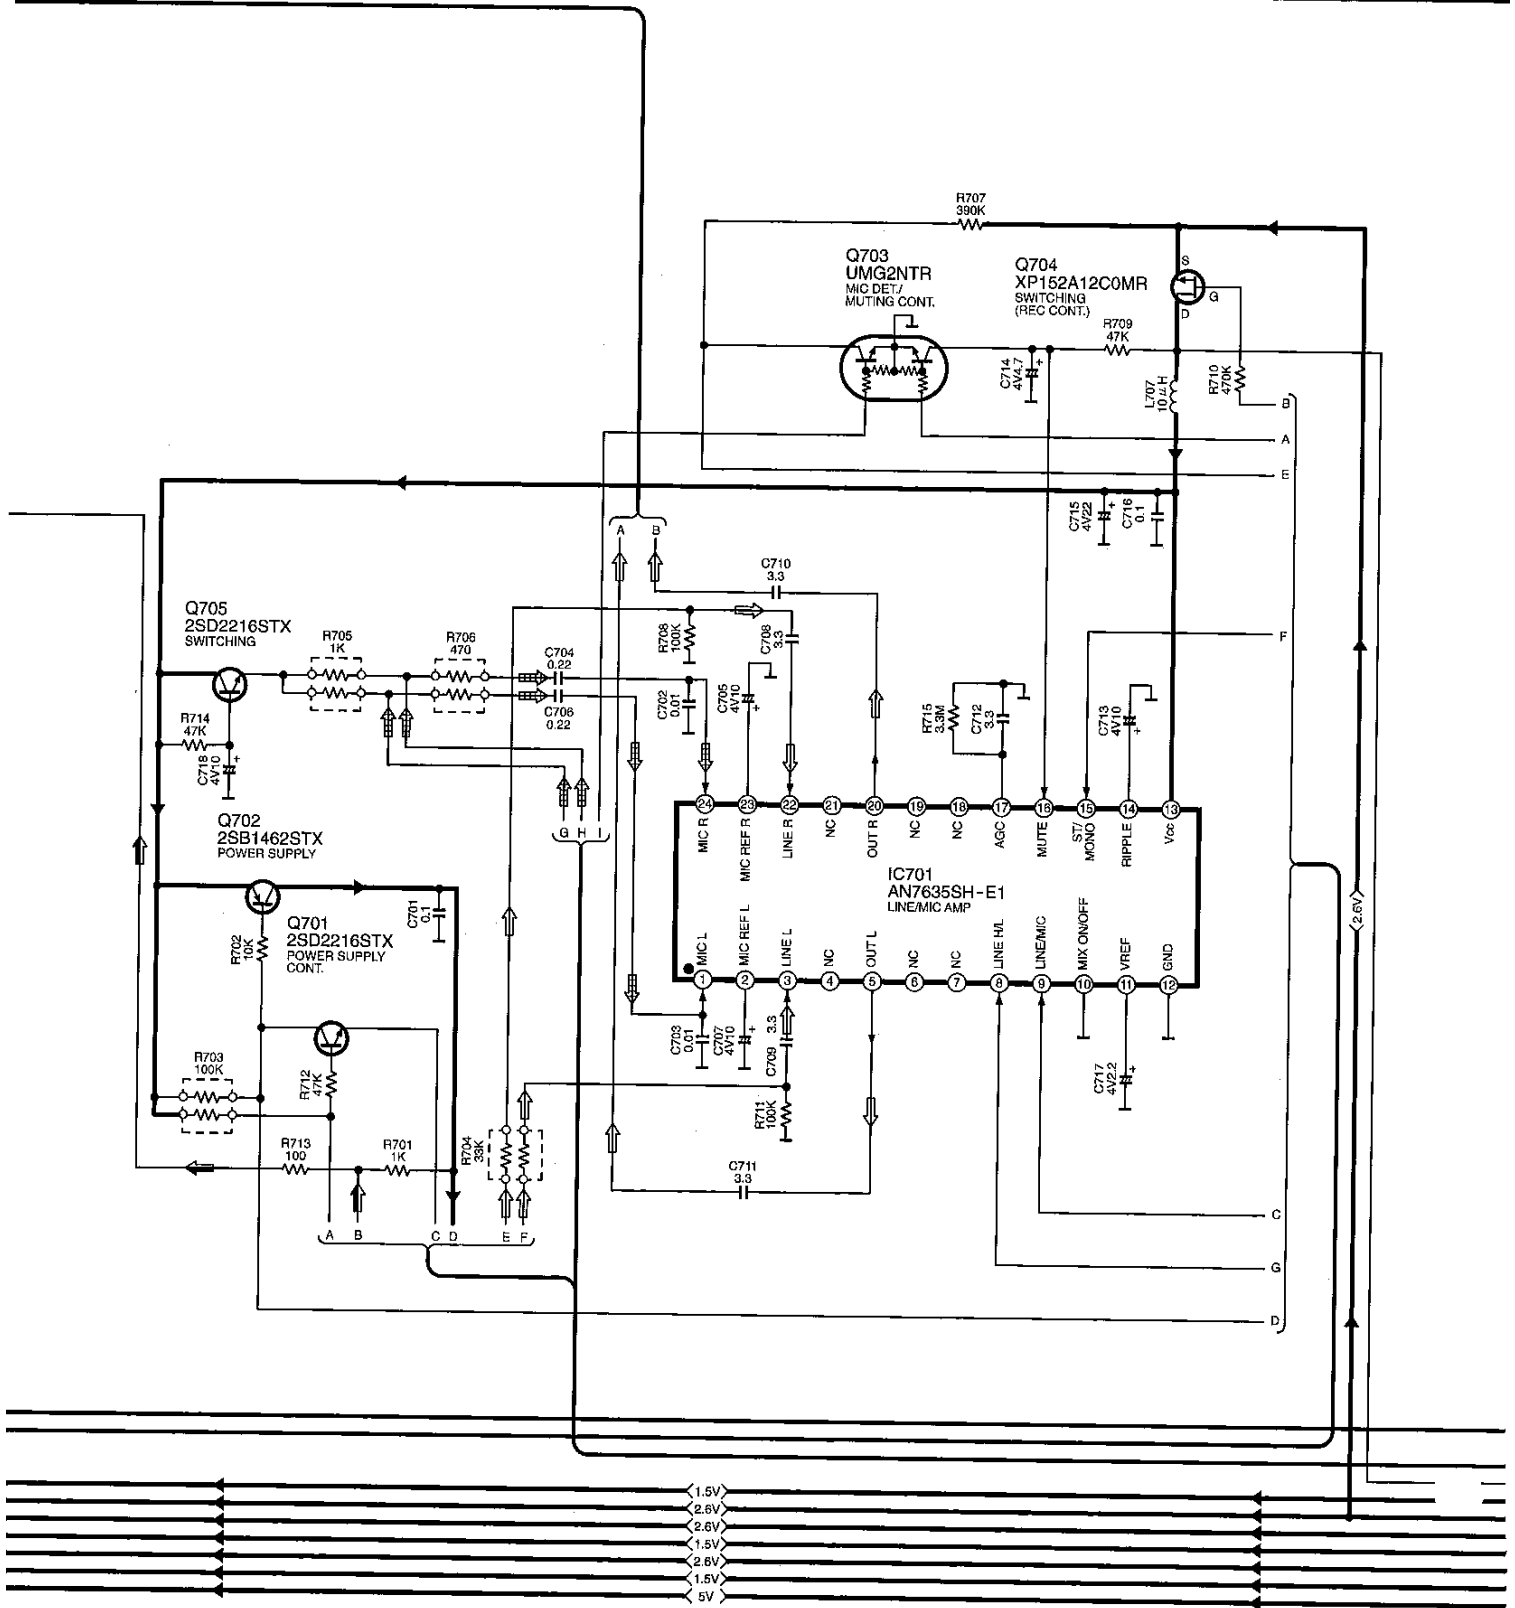 R707
390K
Q703
UMG2NTR
MIC DET./
MUTING CONT.
Q704
XP152A12C0MR
SWITCHING
(REC CONT.)
S
G
D
R709
47K
C714
4V4.7
+
L707
10μH
R710
470K
B
A
E
C715
4V22
+
C716
0.1
A
B
C710
3.3
F
Q705
2SD2216STX
SWITCHING
R705
1K
R706
470
C704
0.22
C706
0.22
R708
100K
C708
3.3
C702
0.01
C705
4V10
+
R715
3.3M
C712
3.3
C713
4V10
+
R714
47K
C718
4V10
+
Q702
2SB1462STX
POWER SUPPLY
G H I
24 23 22 21 20 19 18 17 16 15 14 13
MIC R
MIC REF R
LINE R
NC
OUT R
NC
NC
AGC
MUTE
ST/
MONO
RIPPLE
Vcc
IC701
AN7635SH-E1
LINE/MIC AMP
MIC L
MIC REF L
LINE L
NC
OUT L
NC
NC
LINE H/L
LINE/MIC
MIX ON/OFF
VREF
GND
1 2 3 4 5 6 7 8 9 10 11 12
2.6V
C701
0.1
R702
10K
Q701
2SD2216STX
POWER SUPPLY
CONT.
C703
0.01
C707
4V10
+
C709
3.3
C717
4V2.2
+
R703
100K
R712
47K
R711
100K
R713
100
R701
1K
R704
33K
C711
3.3
A B C D E F
C
G
D
1.5V
2.6V
2.6V
1.5V
2.6V
1.5V
5V